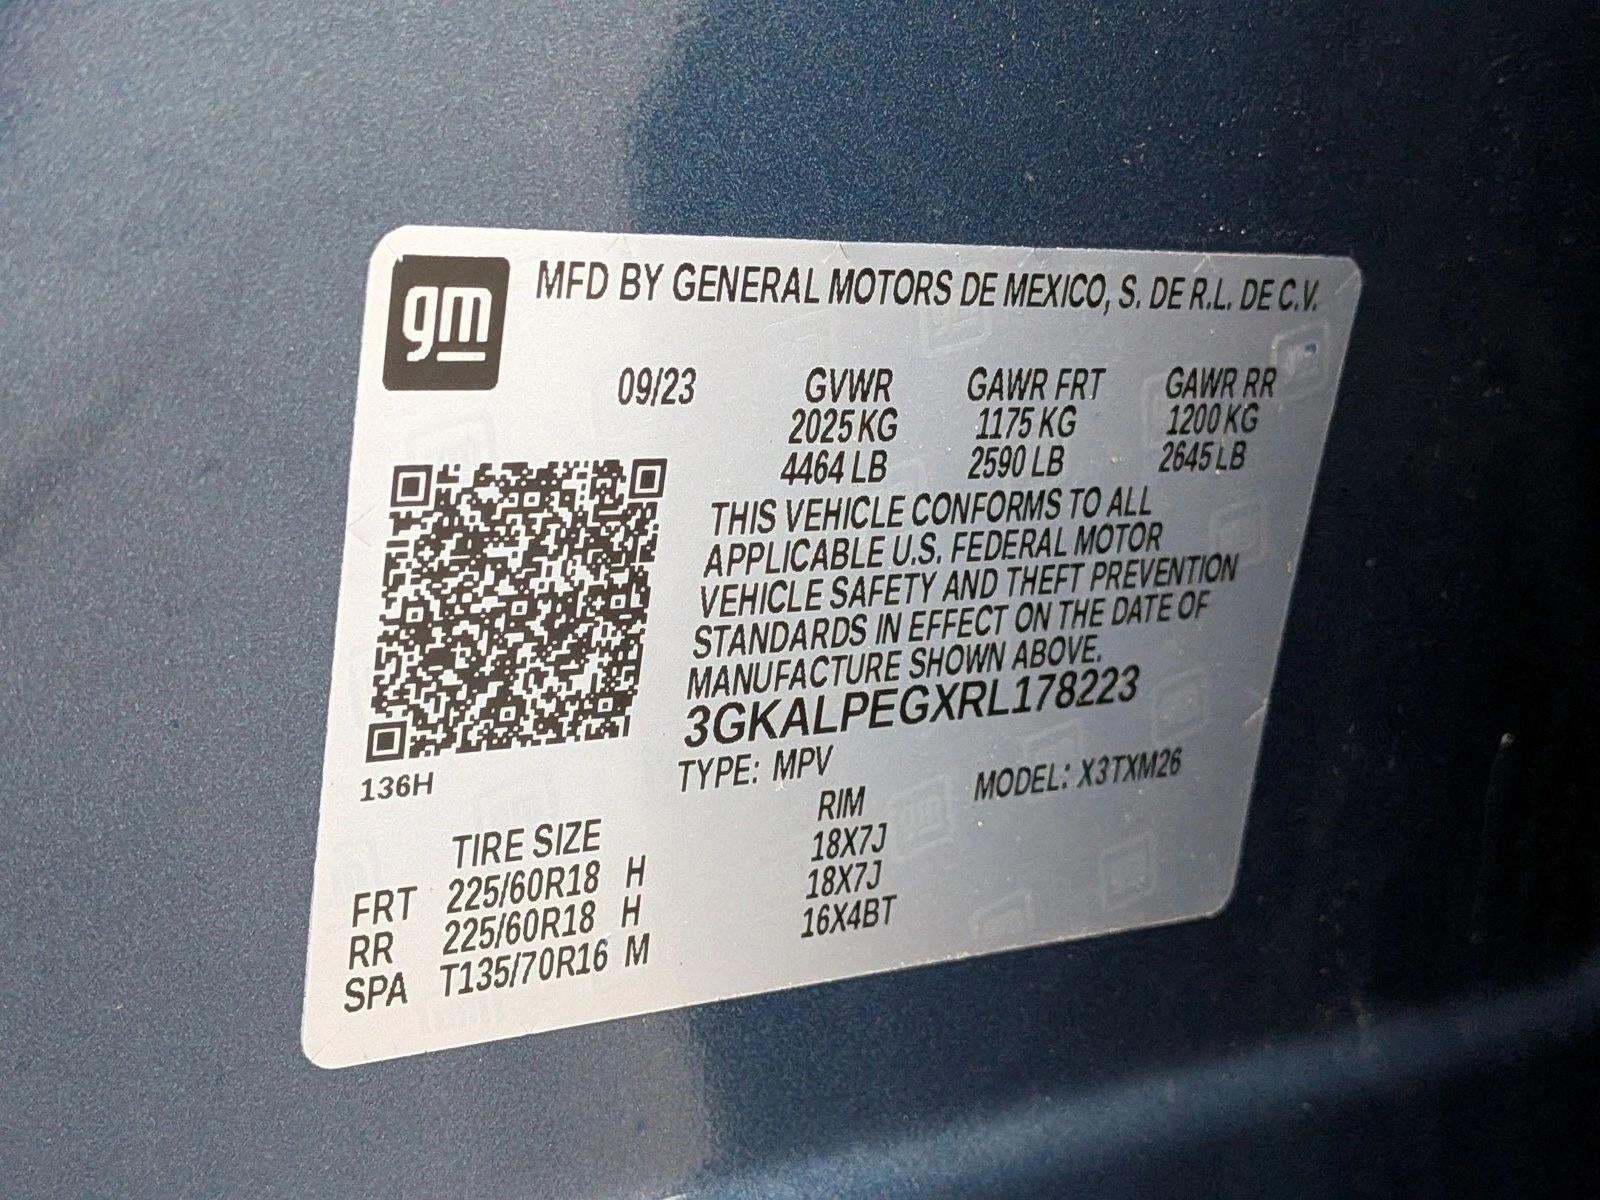 gm
MFD BY GENERAL MOTORS DE MEXICO, S. DE R.L. DE C.V.
09/23 GVWR GAWR FRT GAWR RR
2025 KG 1175 KG 1200 KG
4464 LB 2590 LB 2645 LB
THIS VEHICLE CONFORMS TO ALL
APPLICABLE U.S. FEDERAL MOTOR
VEHICLE SAFETY AND THEFT PREVENTION
STANDARDS IN EFFECT ON THE DATE OF
MANUFACTURE SHOWN ABOVE.
3GKALPEGXRL178223
TYPE: MPV MODEL: X3TXM26
136H
TIRE SIZE RIM
FRT 225/60R18 H 18X7J
RR 225/60R18 H 18X7J
SPA T135/70R16 M 16X4BT